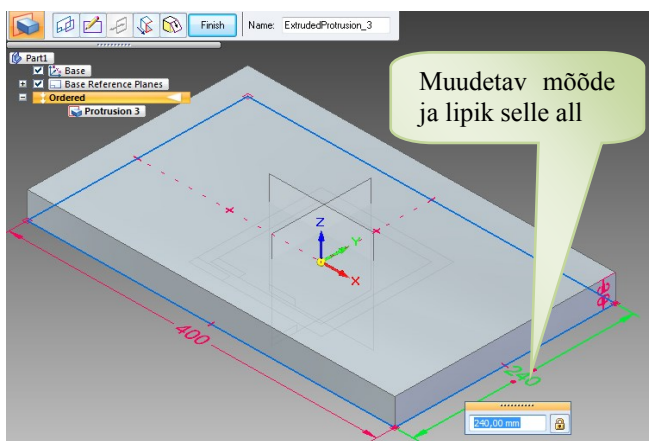 Finish
Name: ExtrudedProtrusion_3
Part1
Base
Base Reference Planes
Ordered
Protrusion 3
Muudetav mõõde
ja lipik selle all
Z
Y
X
400
240
240,00 mm